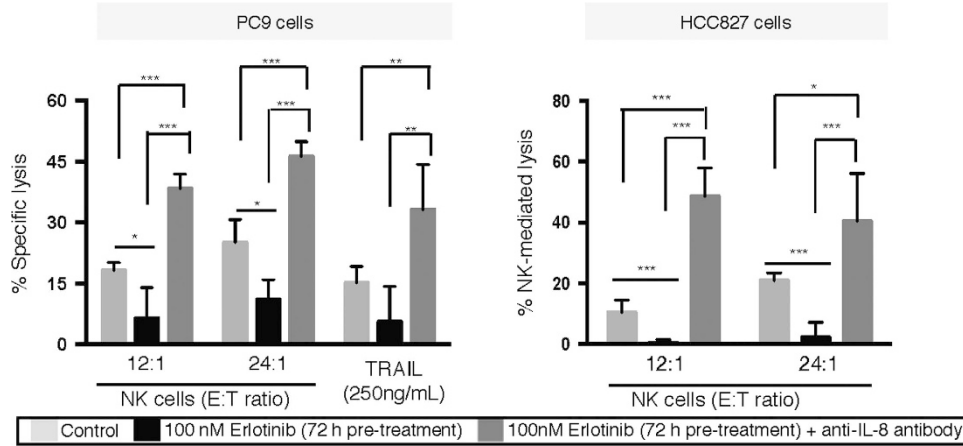 PC9 cells
HCC827 cells
***
***
***
***
*
*
**
**
60
45
30
15
0
% Specific lysis
12:1
24:1
TRAIL
(250ng/mL)
NK cells (E:T ratio)
***
***
***
*
***
***
80
60
40
20
0
% NK-mediated lysis
12:1
24:1
NK cells (E:T ratio)
Control
100 nM Erlotinib (72 h pre-treatment)
100nM Erlotinib (72 h pre-treatment) + anti-IL-8 antibody